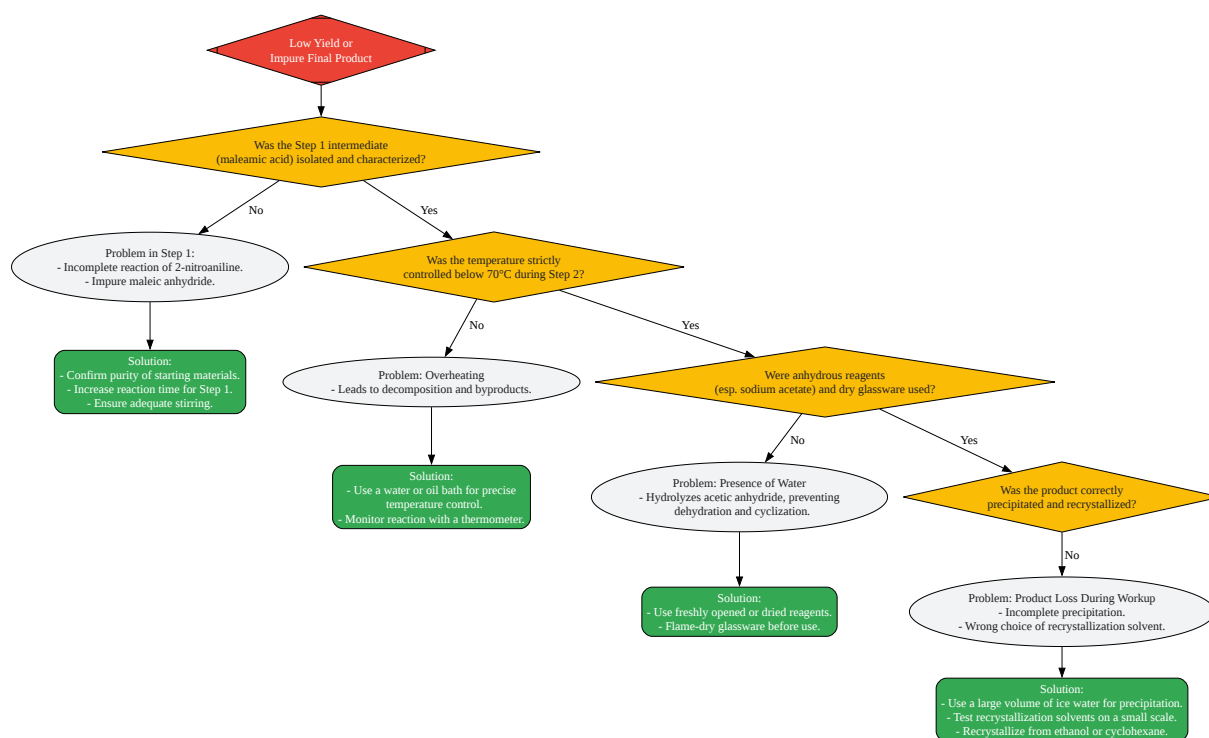 Low Yield or
Impure Final Product
Was the Step 1 intermediate
(maleamic acid) isolated and characterized?
No
Yes
Problem in Step 1:
- Incomplete reaction of 2-nitroaniline.
- Impure maleic anhydride.
Was the temperature strictly
controlled below 70°C during Step 2?
No
Yes
Solution:
- Confirm purity of starting materials.
- Increase reaction time for Step 1.
- Ensure adequate stirring.
Problem: Overheating
- Leads to decomposition and byproducts.
Were anhydrous reagents
(esp. sodium acetate) and dry glassware used?
No
Yes
Solution:
- Use a water or oil bath for precise
temperature control.
- Monitor reaction with a thermometer.
Problem: Presence of Water
- Hydrolyzes acetic anhydride, preventing
dehydration and cyclization.
Was the product correctly
precipitated and recrystallized?
No
Solution:
- Use freshly opened or dried reagents.
- Flame-dry glassware before use.
Problem: Product Loss During Workup
- Incomplete precipitation.
- Wrong choice of recrystallization solvent.
Solution:
- Use a large volume of ice water for precipitation.
- Test recrystallization solvents on a small scale.
- Recrystallize from ethanol or cyclohexane.